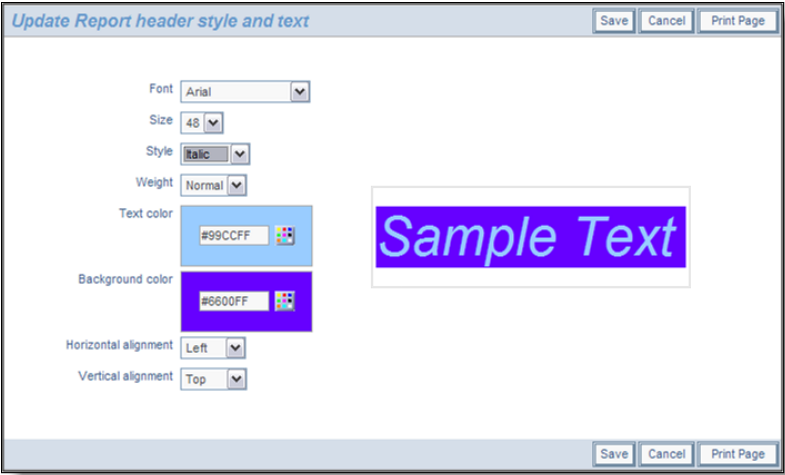 Update Report header style and text Save Cancel Print Page
Font Arial
Size 48
Style Italic
Weight Normal
Text color
#99CCFF
Sample Text
Background color
#6600FF
Horizontal alignment Left
Vertical alignment Top
Save Cancel Print Page